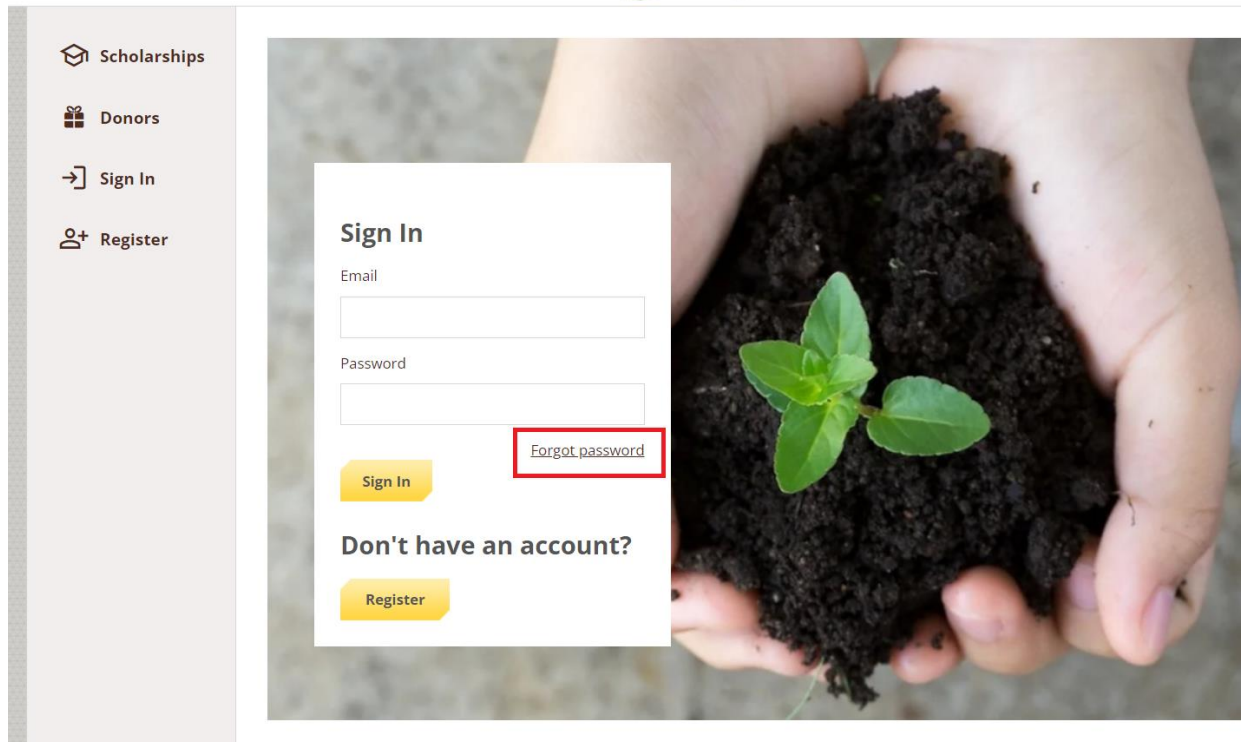 Scholarships
Donors
Sign In
Register
Sign In
Email
Password
Forgot password
Sign In
Don't have an account?
Register